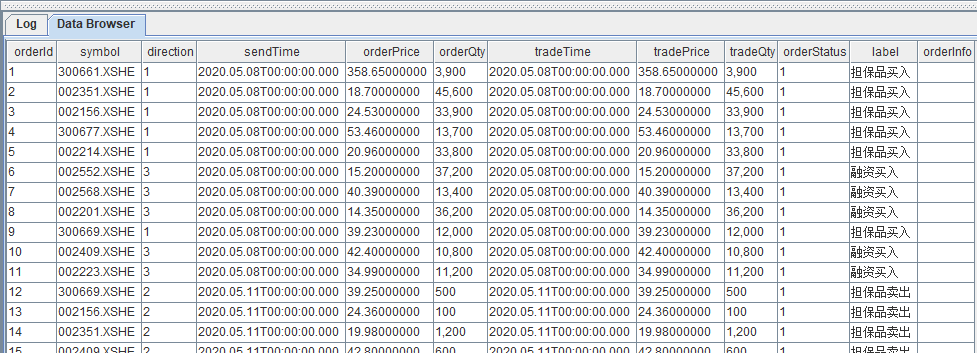 Log Data Browser
orderId symbol direction sendTime orderPrice orderQty tradeTime tradePrice tradeQty orderStatus label orderInfo
1 300661.XSHE 1 2020.05.08T00:00:00.000 358.65000000 3,900 2020.05.08T00:00:00.000 358.65000000 3,900 1 担保品买入
2 002351.XSHE 1 2020.05.08T00:00:00.000 18.70000000 45,600 2020.05.08T00:00:00.000 18.70000000 45,600 1 担保品买入
3 002156.XSHE 1 2020.05.08T00:00:00.000 24.53000000 33,900 2020.05.08T00:00:00.000 24.53000000 33,900 1 担保品买入
4 300677.XSHE 1 2020.05.08T00:00:00.000 53.46000000 13,700 2020.05.08T00:00:00.000 53.46000000 13,700 1 担保品买入
5 002214.XSHE 1 2020.05.08T00:00:00.000 20.96000000 33,800 2020.05.08T00:00:00.000 20.96000000 33,800 1 担保品买入
6 002552.XSHE 3 2020.05.08T00:00:00.000 15.20000000 37,200 2020.05.08T00:00:00.000 15.20000000 37,200 1 融资买入
7 002568.XSHE 3 2020.05.08T00:00:00.000 40.39000000 13,400 2020.05.08T00:00:00.000 40.39000000 13,400 1 融资买入
8 002201.XSHE 3 2020.05.08T00:00:00.000 14.35000000 36,200 2020.05.08T00:00:00.000 14.35000000 36,200 1 融资买入
9 300669.XSHE 1 2020.05.08T00:00:00.000 39.23000000 12,000 2020.05.08T00:00:00.000 39.23000000 12,000 1 担保品买入
10 002409.XSHE 3 2020.05.08T00:00:00.000 42.40000000 10,800 2020.05.08T00:00:00.000 42.40000000 10,800 1 融资买入
11 002223.XSHE 3 2020.05.08T00:00:00.000 34.99000000 11,200 2020.05.08T00:00:00.000 34.99000000 11,200 1 融资买入
12 300669.XSHE 2 2020.05.11T00:00:00.000 39.25000000 500 2020.05.11T00:00:00.000 39.25000000 500 1 担保品卖出
13 002156.XSHE 2 2020.05.11T00:00:00.000 24.36000000 100 2020.05.11T00:00:00.000 24.36000000 100 1 担保品卖出
14 002351.XSHE 2 2020.05.11T00:00:00.000 19.98000000 1,200 2020.05.11T00:00:00.000 19.98000000 1,200 1 担保品卖出
15 002409.XSHE 2 2020.05.11T00:00:00.000 42.80000000 600 2020.05.11T00:00:00.000 42.80000000 600 1 担保品卖出